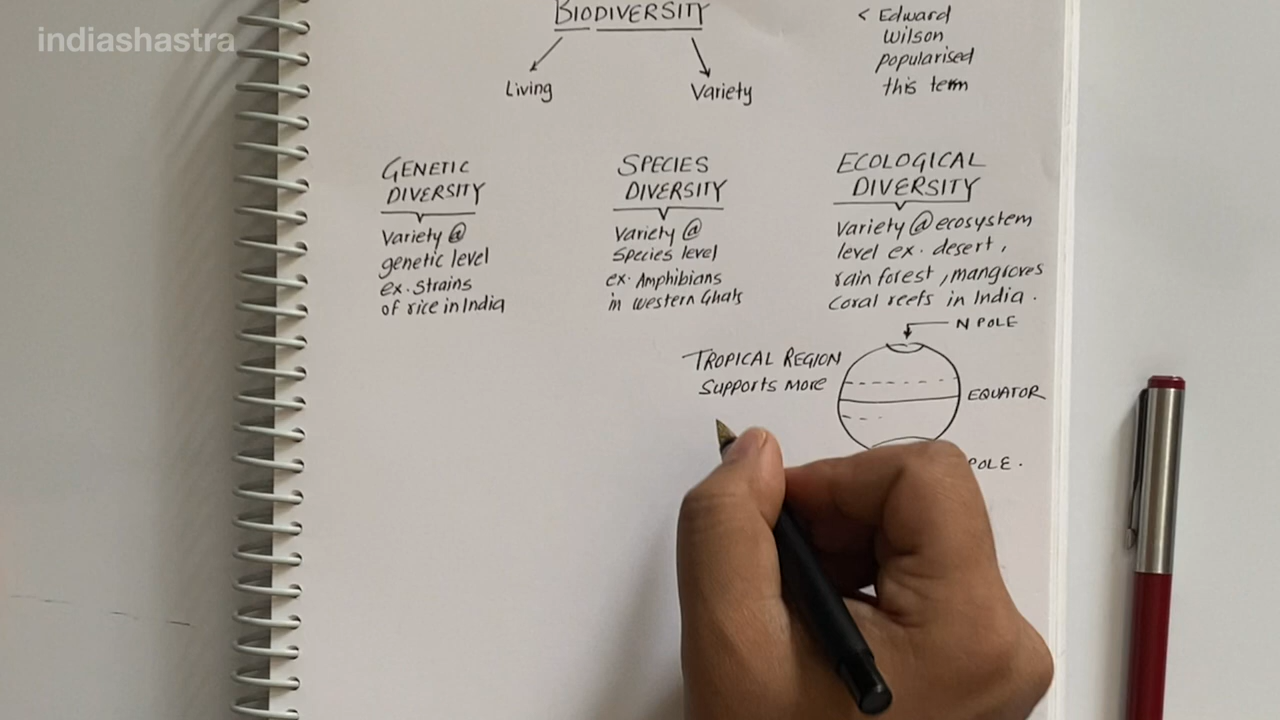 indiashastra
BIODIVERSITY
Living
Variety
< Edward
Wilson
popularised
this term
GENETIC
DIVERSITY
Variety @
genetic level
ex. strains
of rice in India
SPECIES
DIVERSITY
Variety @
species level
ex. Amphibians
in western Ghats
ECOLOGICAL
DIVERSITY
Variety @ ecosystem
level ex. desert,
rain forest, mangroves
Coral reefs in India.
N POLE
TROPICAL REGION
Supports more
EQUATOR
POLE.